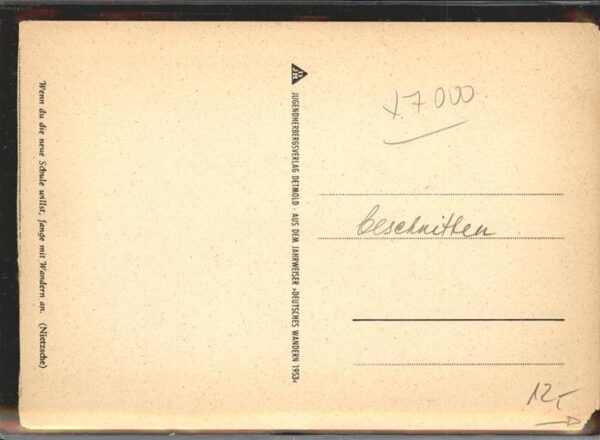 Wenn du die neue Schule willst, fange mit Wandern an. (Nietzsche)
JUGENDHERBERGSVERLAG DETMOLD · AUS DEM JAHRWEISER »DEUTSCHES WANDERN 1953«
7000
beschnitten
12,-